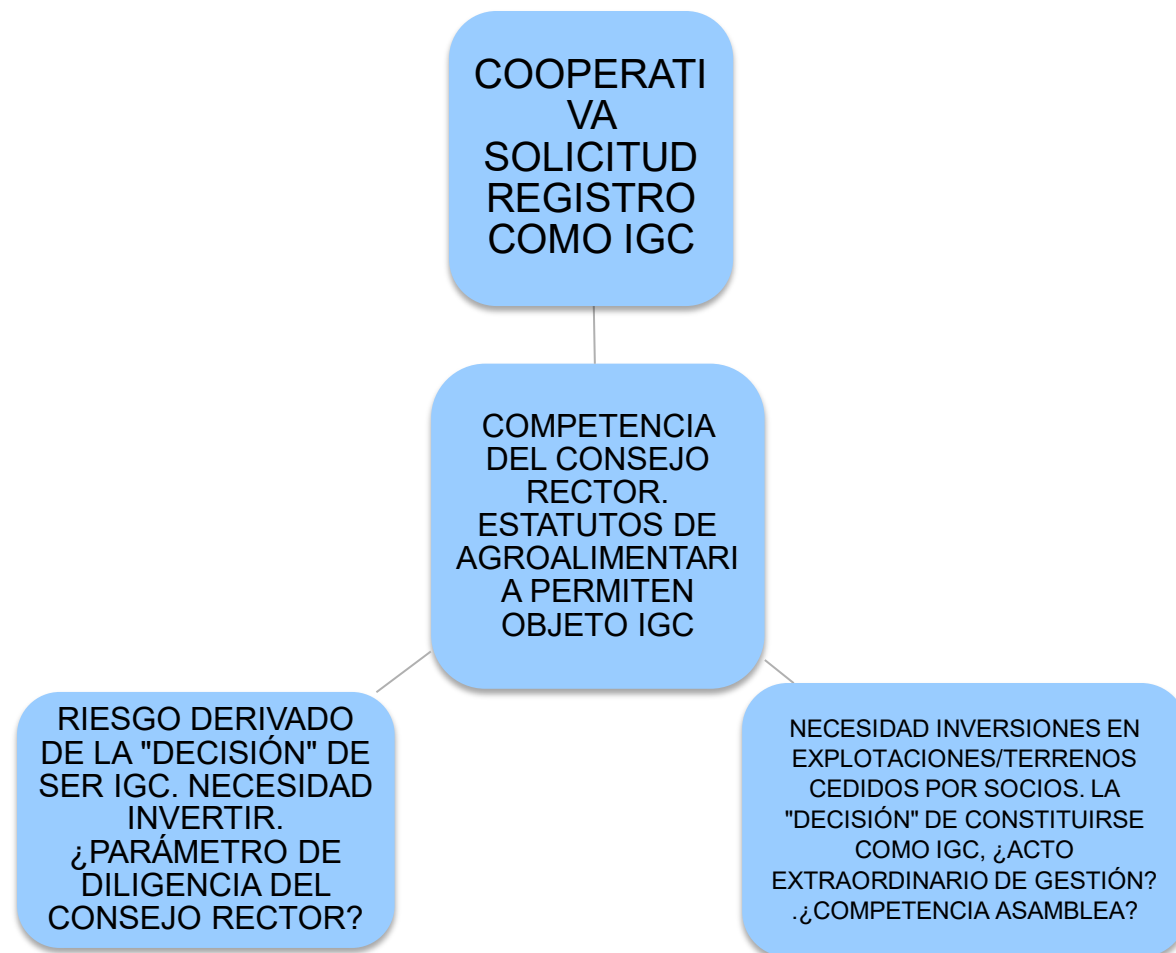 COOPERATI
VA
SOLICITUD
REGISTRO
COMO IGC
COMPETENCIA
DEL CONSEJO
RECTOR.
ESTATUTOS DE
AGROALIMENTARI
A PERMITEN
OBJETO IGC
RIESGO DERIVADO
DE LA "DECISIÓN" DE
SER IGC. NECESIDAD
INVERTIR.
¿PARÁMETRO DE
DILIGENCIA DEL
CONSEJO RECTOR?
NECESIDAD INVERSIONES EN
EXPLOTACIONES/TERRENOS
CEDIDOS POR SOCIOS. LA
"DECISIÓN" DE CONSTITUIRSE
COMO IGC, ¿ACTO
EXTRAORDINARIO DE GESTIÓN?
.¿COMPETENCIA ASAMBLEA?